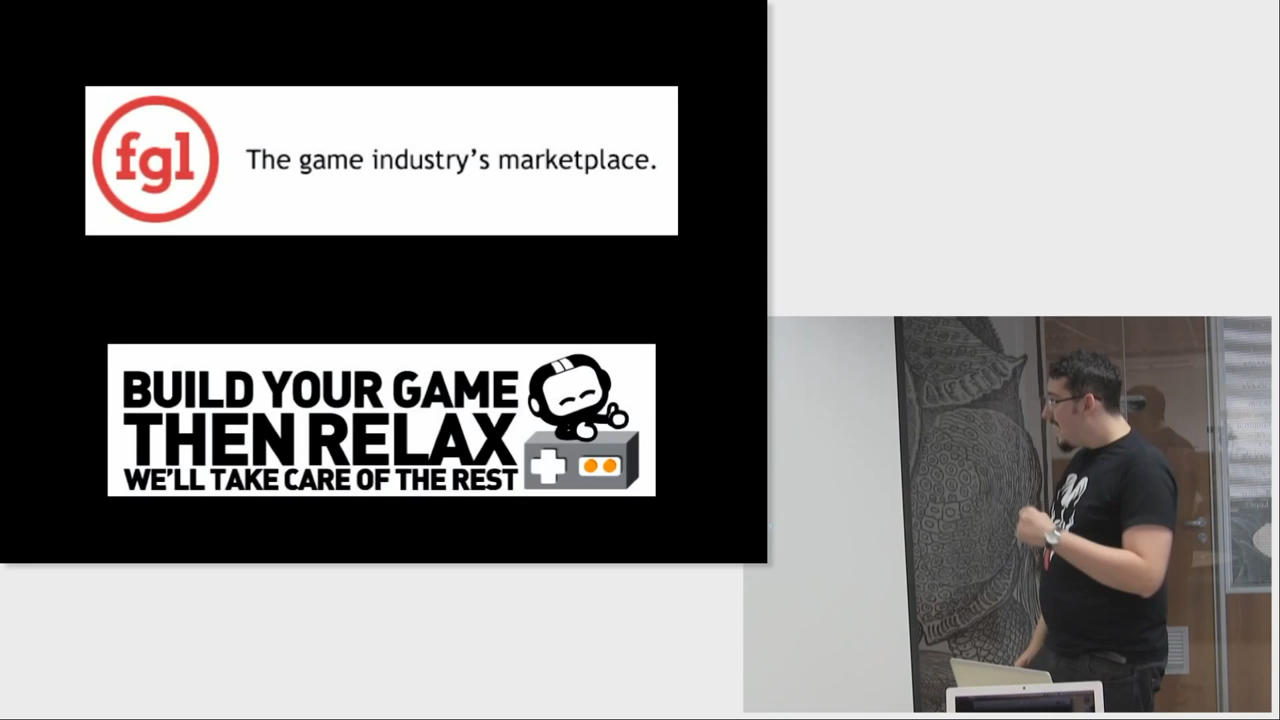 fgl
The game industry's marketplace.
BUILD YOUR GAME
THEN RELAX
WE'LL TAKE CARE OF THE REST